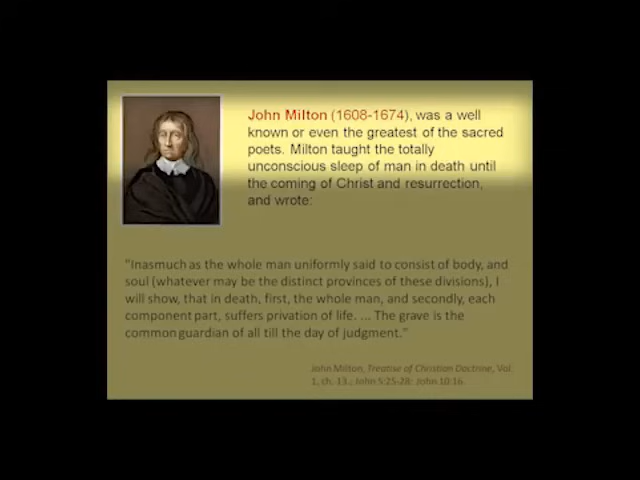 John Milton (1608-1674), was a well
known or even the greatest of the sacred
poets. Milton taught the totally
unconscious sleep of man in death until
the coming of Christ and resurrection,
and wrote:
"Inasmuch as the whole man uniformly said to consist of body, and
soul (whatever may be the distinct provinces of these divisions), I
will show, that in death, first, the whole man, and secondly, each
component part, suffers privation of life. ... The grave is the
common guardian of all till the day of judgment."
John Milton, Treatise of Christian Doctrine, Vol.
1, ch. 13.; John 5:25-28; John 10:16.